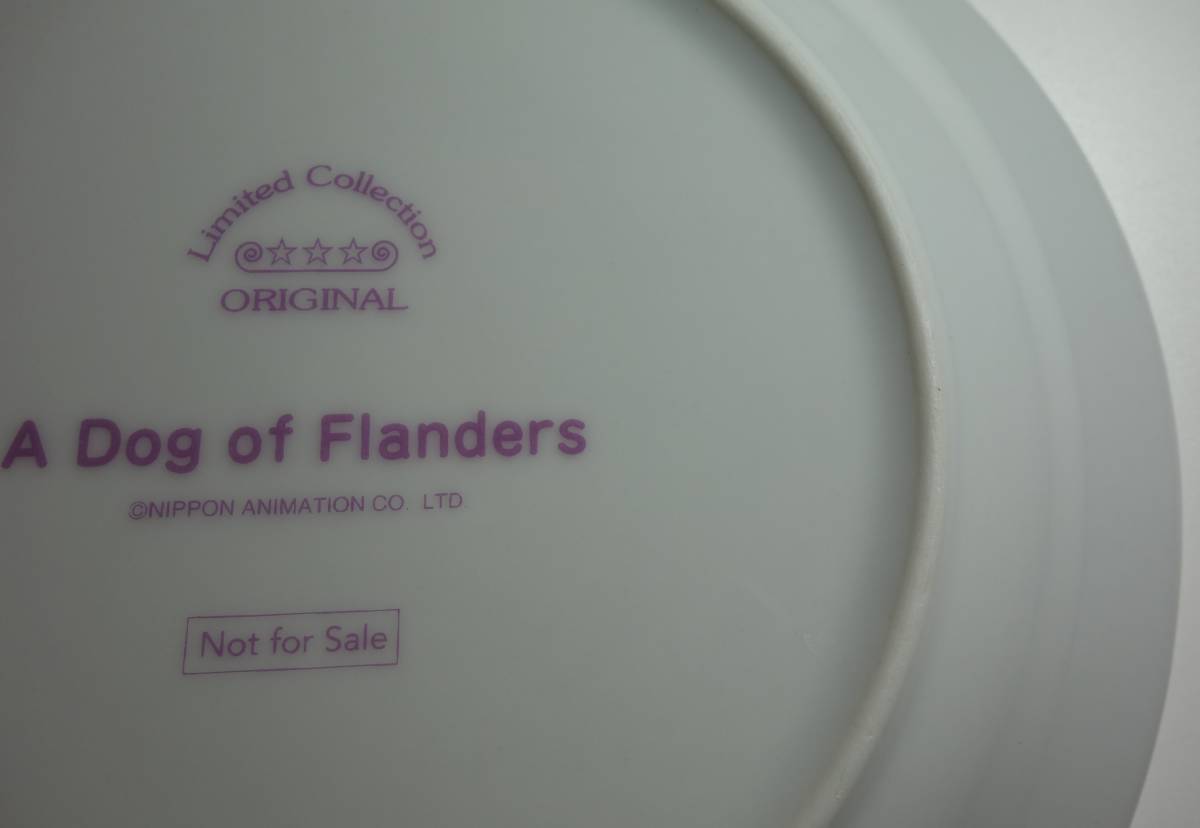 Limited Collection
ORIGINAL
A Dog of Flanders
©NIPPON ANIMATION CO. LTD.
Not for Sale